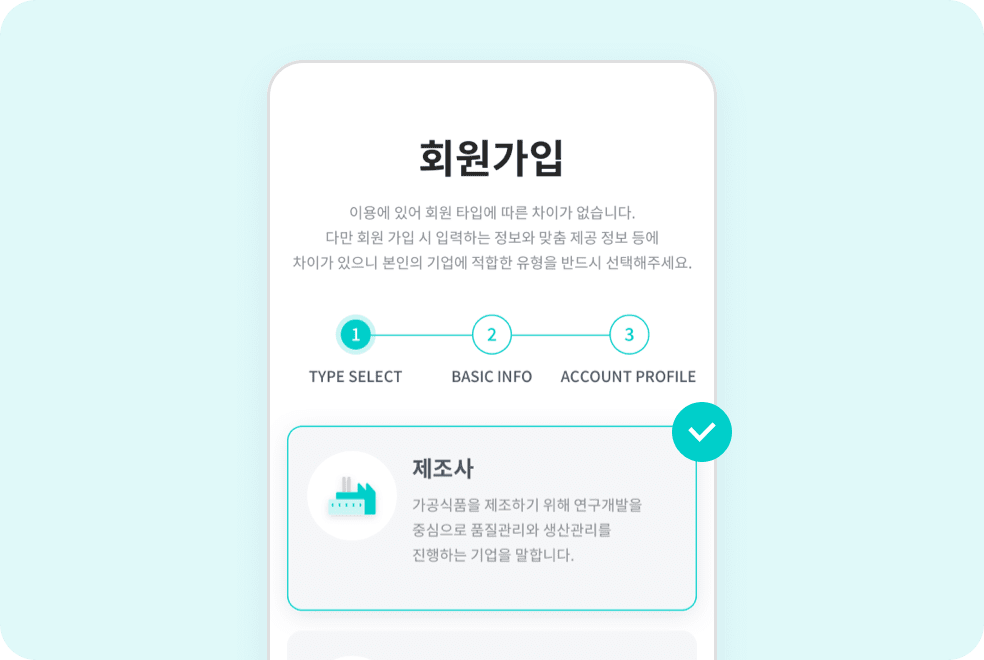 회원가입
이용에 있어 회원 타입에 따른 차이가 없습니다.
다만 회원 가입 시 입력하는 정보와 맞춤 제공 정보 등에
차이가 있으니 본인의 기업에 적합한 유형을 반드시 선택해주세요.
1 2 3
TYPE SELECT BASIC INFO ACCOUNT PROFILE
제조사
가공식품을 제조하기 위해 연구개발을
중심으로 품질관리와 생산관리를
진행하는 기업을 말합니다.